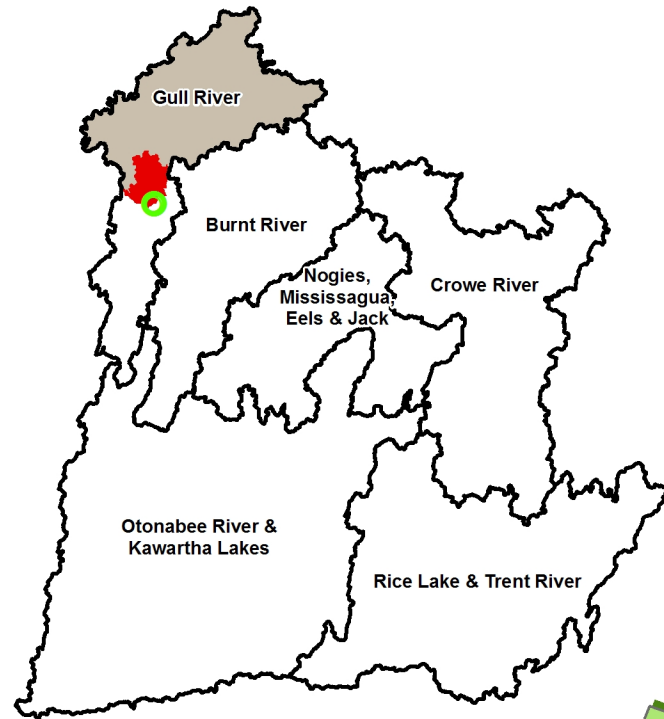 Gull River
Burnt River
Nogies,
Mississagua,
Eels & Jack
Crowe River
Otonabee River &
Kawartha Lakes
Rice Lake & Trent River